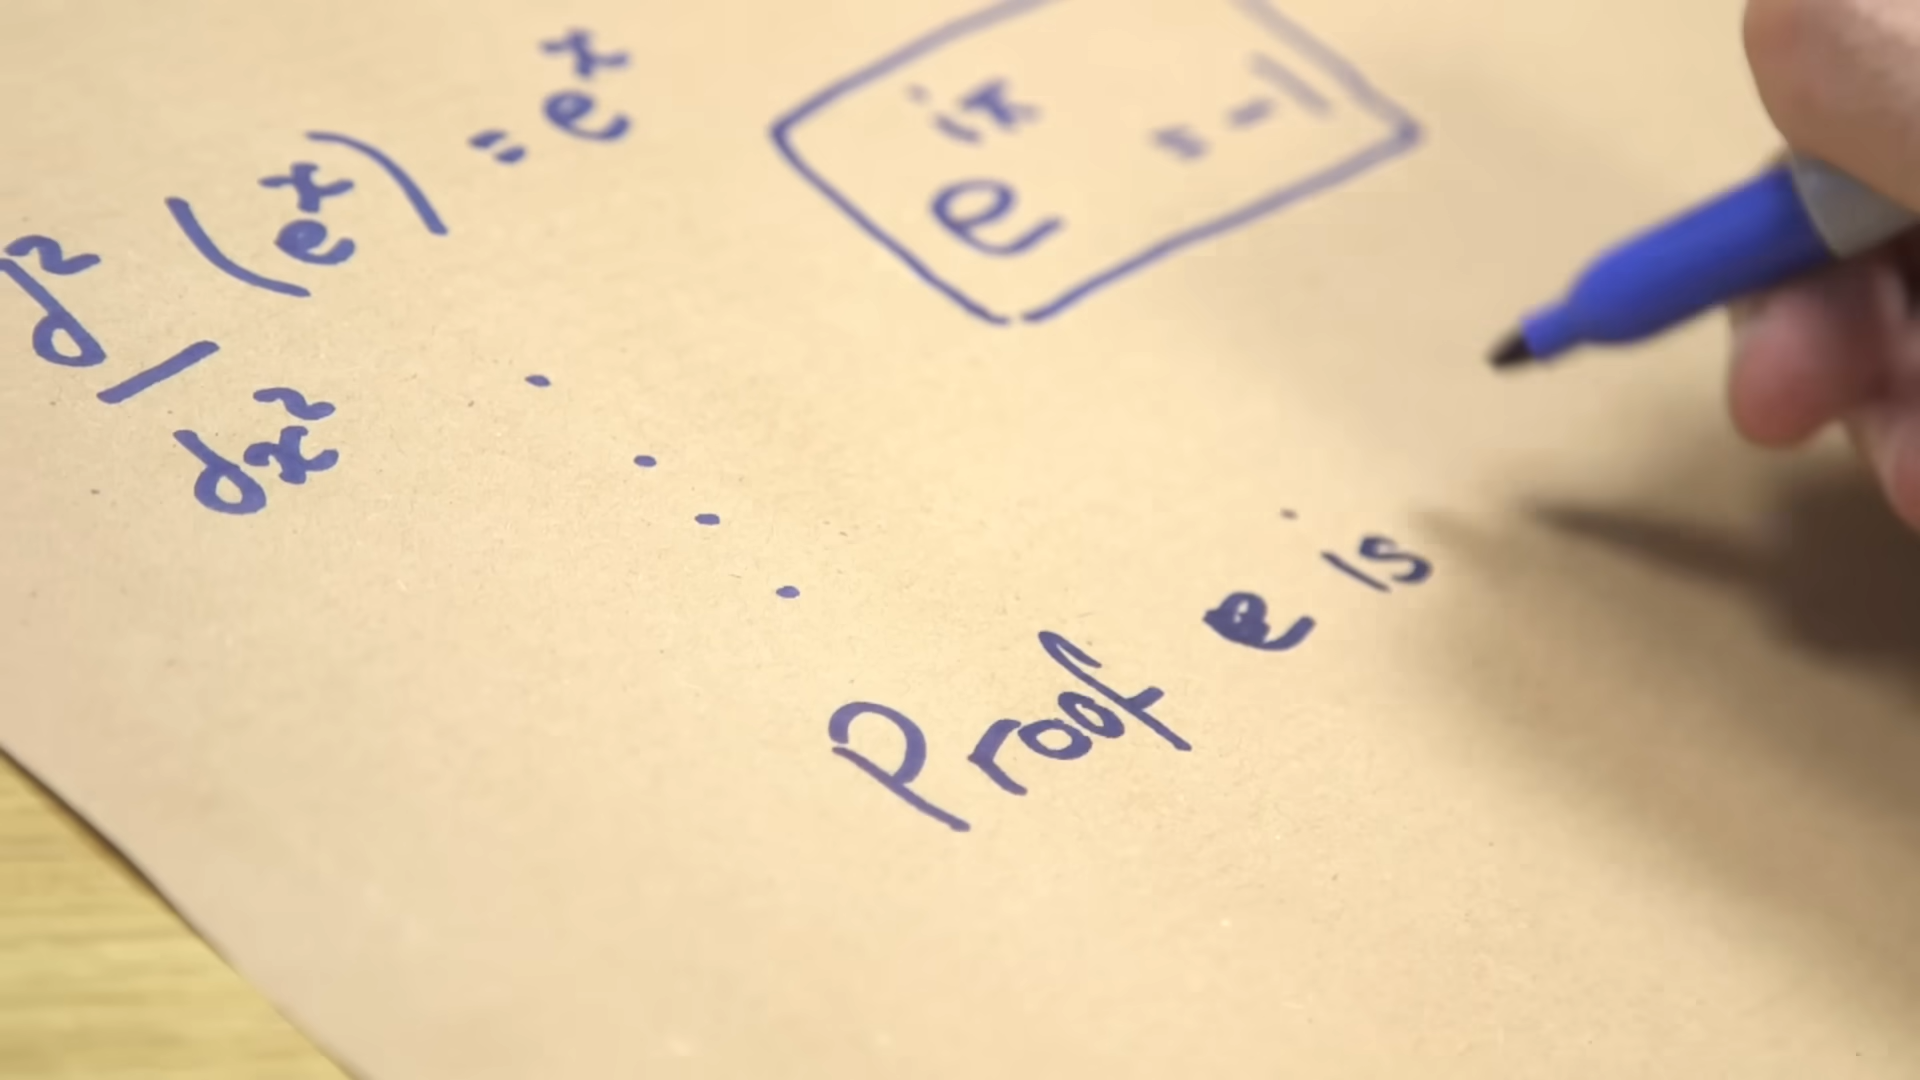 d²/dx² (eˣ) = eˣ
e^{iπ} = -1
Proof e is